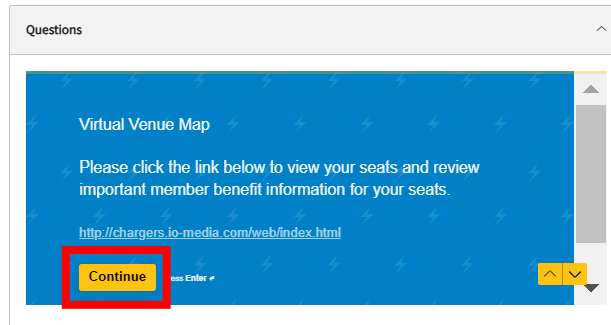 Questions
Virtual Venue Map
Please click the link below to view your seats and review
important member benefit information for your seats.
http://chargers.io-media.com/web/index.html
Continue
Enter